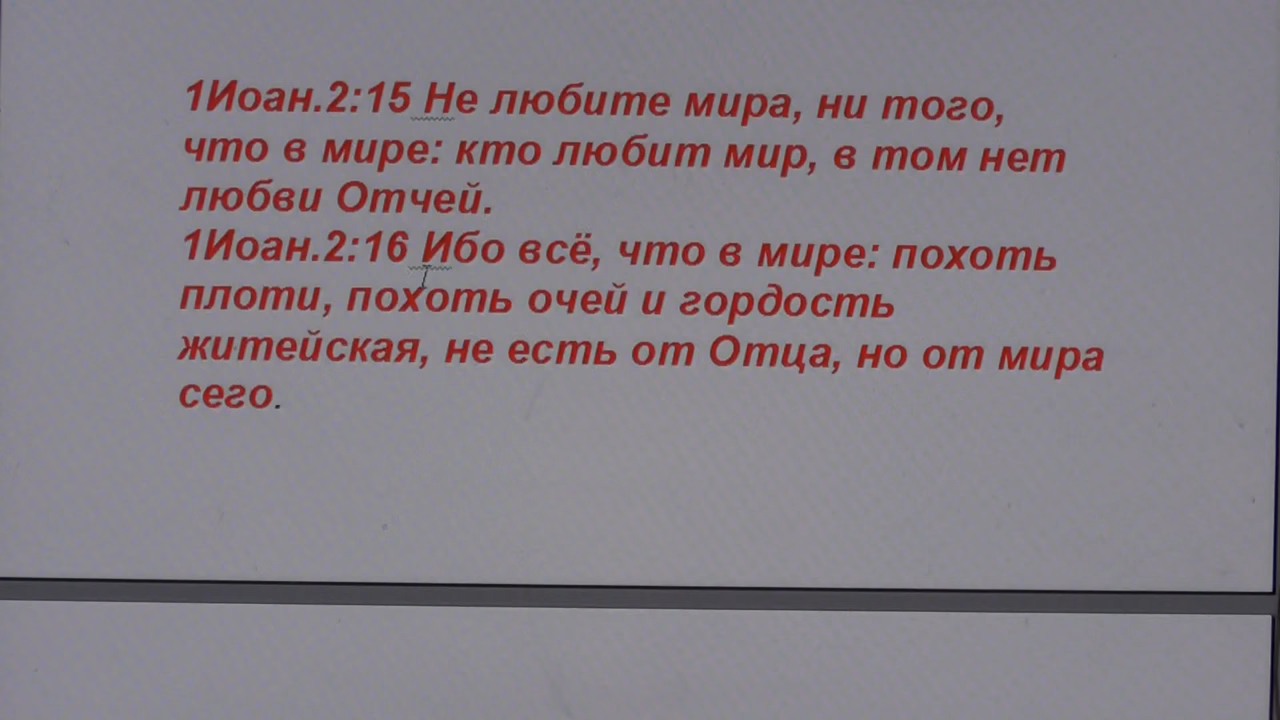 1Иоан.2:15 Не любите мира, ни того,
что в мире: кто любит мир, в том нет
любви Отчей.
1Иоан.2:16 Ибо всё, что в мире: похоть
плоти, похоть очей и гордость
житейская, не есть от Отца, но от мира
сего.